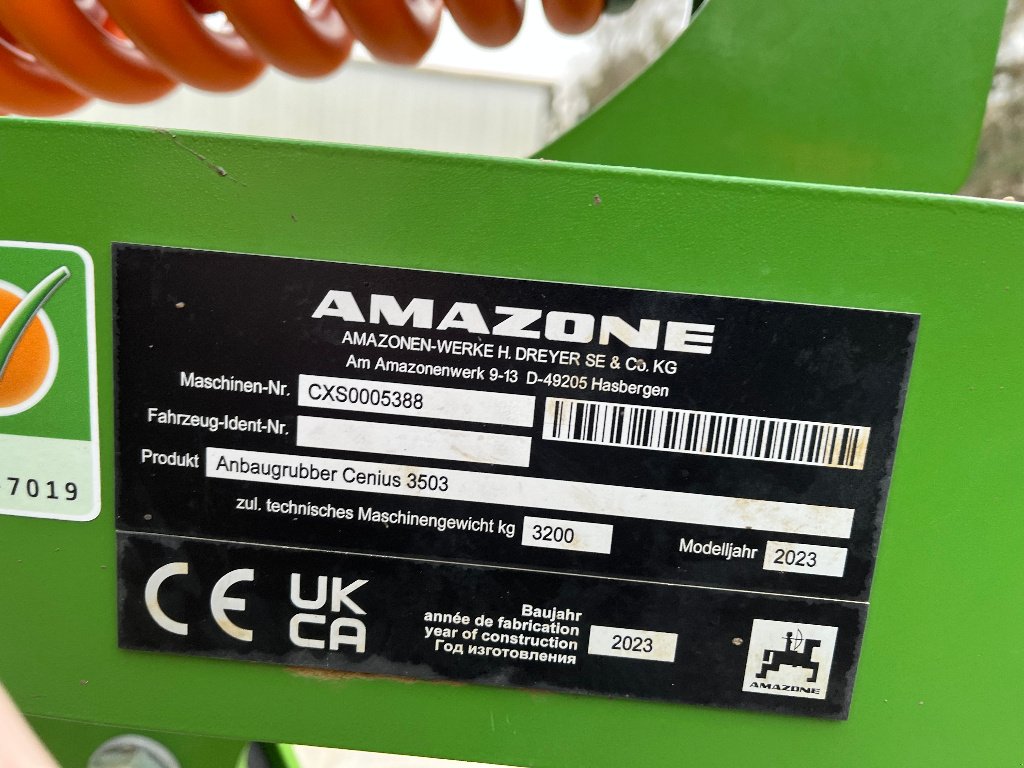 AMAZONE
AMAZONEN-WERKE H. DREYER SE & Co. KG
Am Amazonenwerk 9-13 D-49205 Hasbergen
Maschinen-Nr. CXS0005388
Fahrzeug-Ident-Nr.
Produkt Anbaugrubber Cenius 3503
zul. technisches Maschinengewicht kg 3200
Modelljahr 2023
7019
CE
UK
CA
Baujahr
année de fabrication
year of construction
Год изготовления
2023
AMAZONE